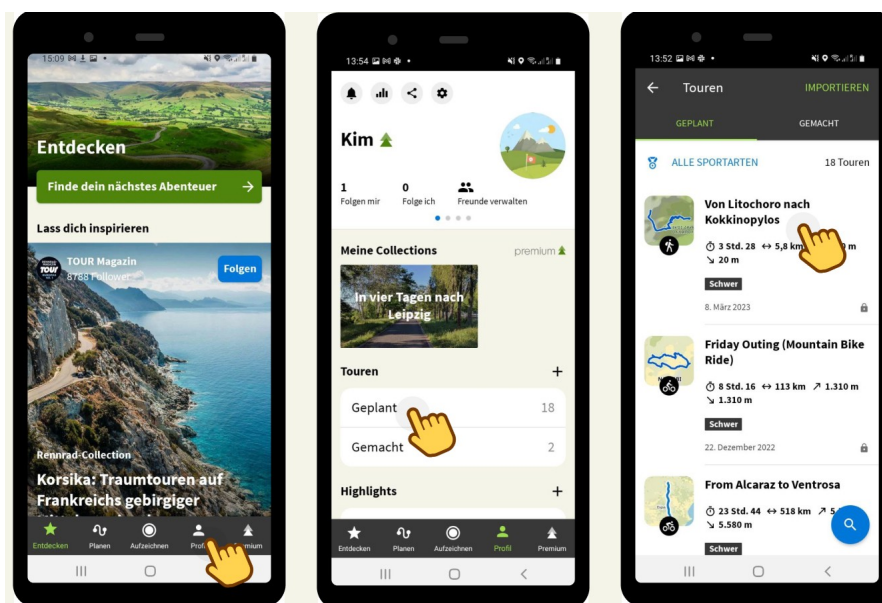 15:09
Entdecken
Finde dein nächstes Abenteuer →
Lass dich inspirieren
TOUR Magazin
8788 Follower
Folgen
Rennrad-Collection
Korsika: Traumtouren auf
Frankreichs gebirgiger
Entdecken
Planen
Aufzeichnen
13:54
Kim
1
0
Folgen mir
Folge ich
Freunde verwalten
Meine Collections
premium
In vier Tagen nach
Leipzig
Touren +
Geplant 18
Gemacht 2
Highlights +
Entdecken
Planen
Aufzeichnen
Profil
Premium
13:52
← Touren IMPORTIEREN
GEPLANT GEMACHT
ALLE SPORTARTEN 18 Touren
Von Litochoro nach
Kokkinopylos
3 Std. 28 ↔ 5,8 km
↘ 20 m
Schwer
8. März 2023
Friday Outing (Mountain Bike
Ride)
8 Std. 16 ↔ 113 km ↗ 1.310 m
↘ 1.310 m
Schwer
22. Dezember 2022
From Alcaraz to Ventrosa
23 Std. 44 ↔ 518 km ↗
↘ 5.580 m
Schwer